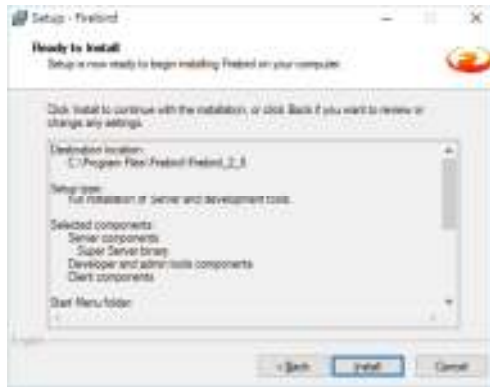 Setup - Firebird
Ready to Install
Setup is now ready to begin installing Firebird on your computer.
Click Install to continue with the installation, or click Back if you want to review or
change any settings.
Destination location:
C:\Program Files\Firebird\Firebird_2_5
Setup type:
Full installation of Server and development tools.
Selected components:
Server components
Super Server binary
Developer and admin tools components
Client components
Start Menu folder:
< Back
Install
Cancel